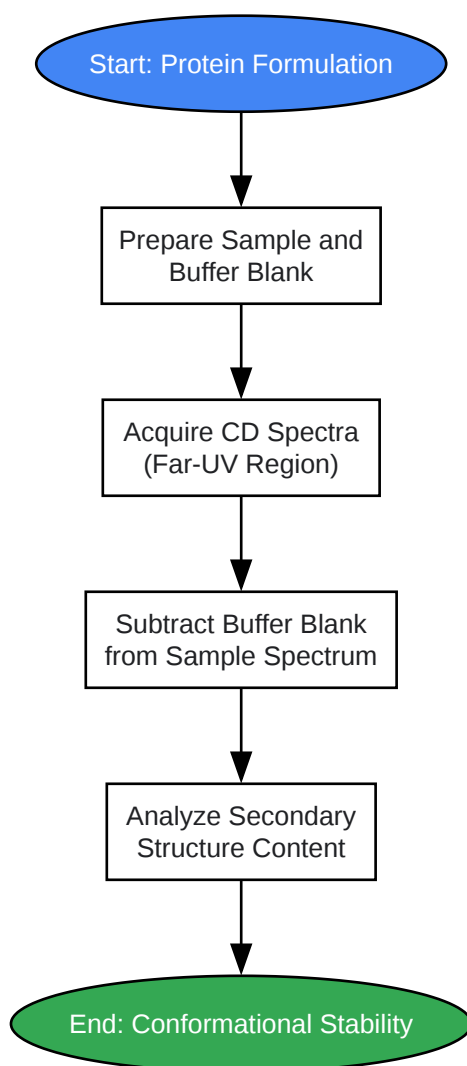 Start: Protein Formulation
Prepare Sample and
Buffer Blank
Acquire CD Spectra
(Far-UV Region)
Subtract Buffer Blank
from Sample Spectrum
Analyze Secondary
Structure Content
End: Conformational Stability